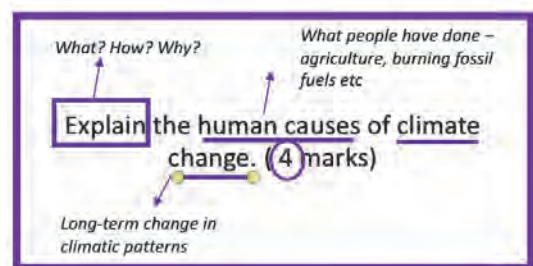 What? How? Why?
What people have done –
agriculture, burning fossil
fuels etc
Explain the human causes of climate
change. (4 marks)
Long-term change in
climatic patterns